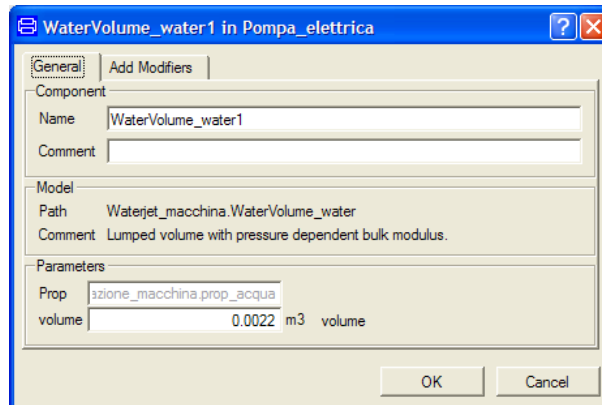 WaterVolume_water1 in Pompa_elettrica
General Add Modifiers
Component
Name WaterVolume_water1
Comment
Model
Path Waterjet_macchina.WaterVolume_water
Comment Lumped volume with pressure dependent bulk modulus.
Parameters
Prop azione_macchina.prop_acqua
volume 0.0022 m3 volume
OK Cancel